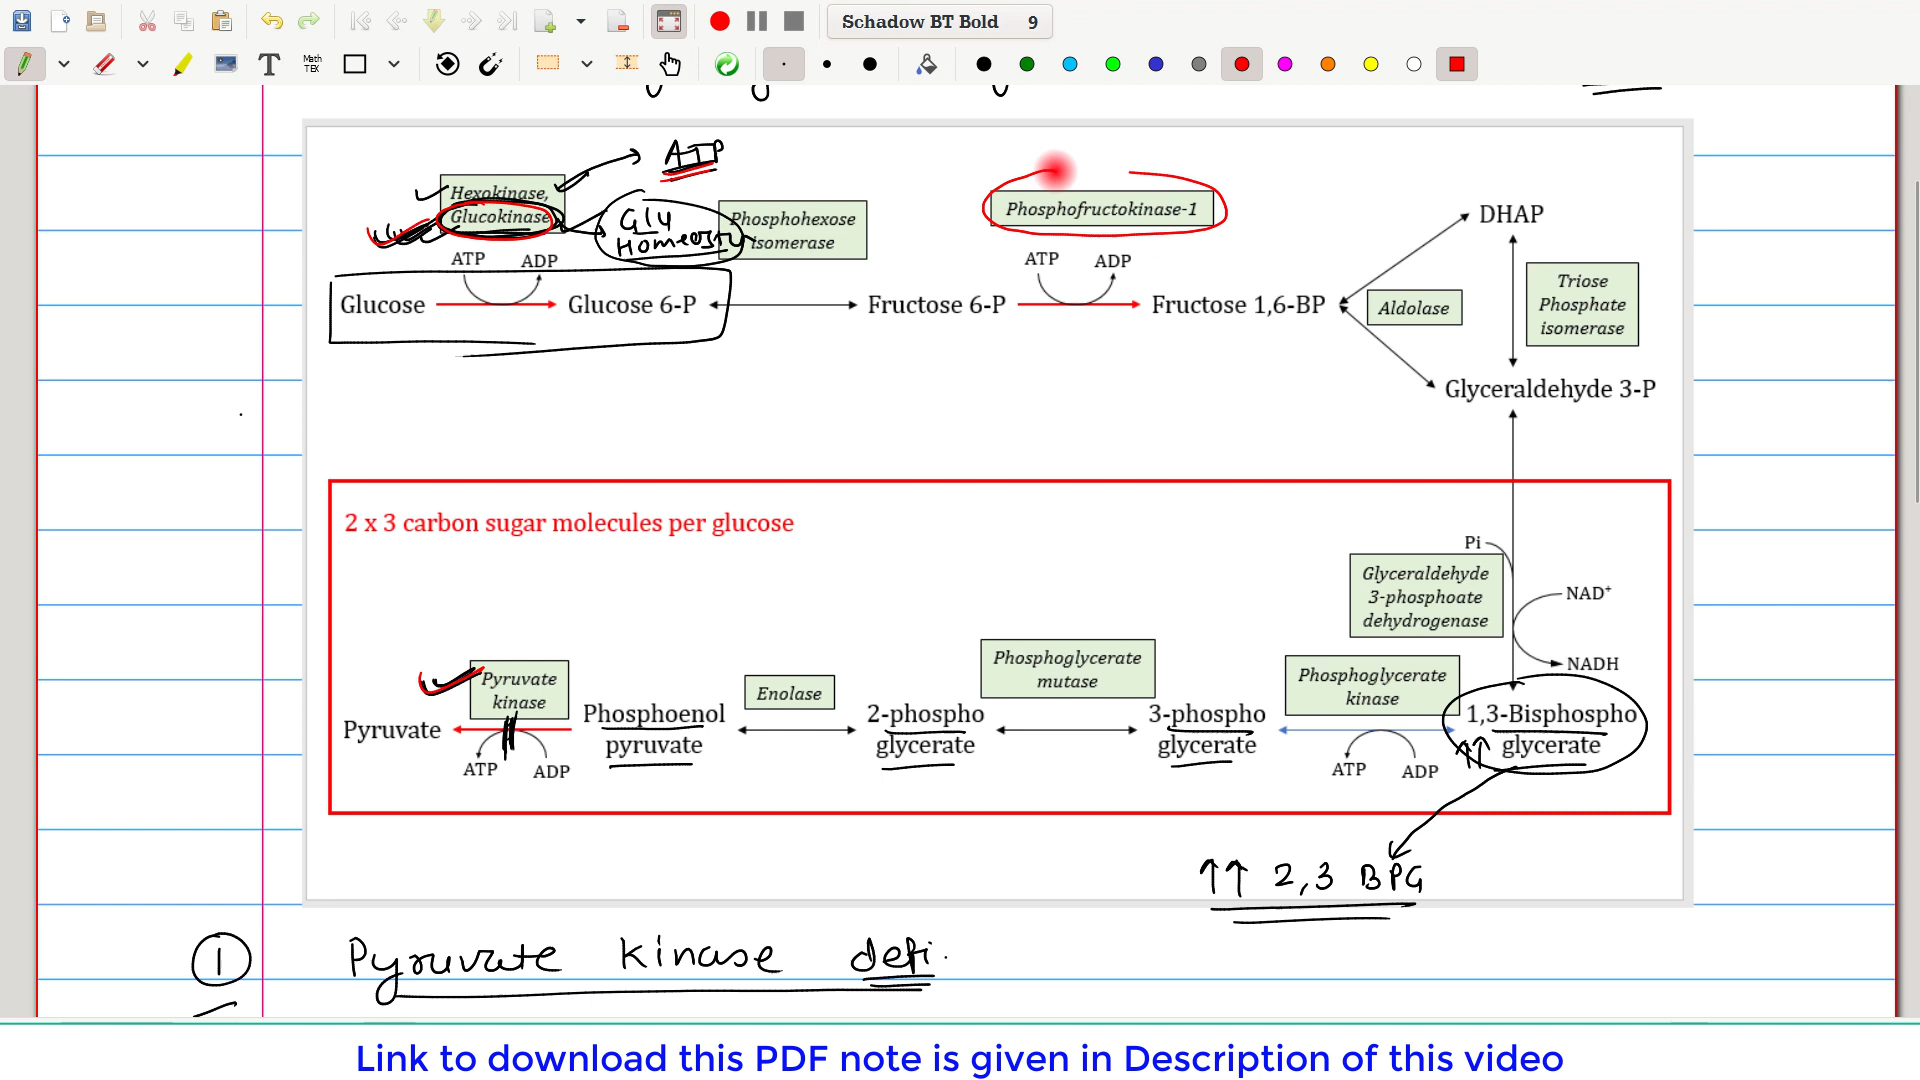 Schadow BT Bold 9
T
Math
TEX
ATP
Hexokinase,
Glucokinase
Gly
Homeost
Phosphohexose
isomerase
Phosphofructokinase-1
DHAP
ATP ADP
ATP ADP
Triose
Phosphate
isomerase
Glucose Glucose 6-P Fructose 6-P Fructose 1,6-BP
Aldolase
Glyceraldehyde 3-P
2 x 3 carbon sugar molecules per glucose
Pi
Glyceraldehyde
3-phosphoate
dehydrogenase
NAD+
NADH
Pyruvate
kinase
Enolase
Phosphoglycerate
mutase
Phosphoglycerate
kinase
Pyruvate
Phosphoenol
pyruvate
2-phospho
glycerate
3-phospho
glycerate
1,3-Bisphospho
↑↑ glycerate
ATP ADP
ATP ADP
↑↑ 2,3 BPG
1 Pyruvate kinase defi.
Link to download this PDF note is given in Description of this video